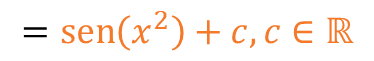 = sen(x²) + c, c ∈ ℝ